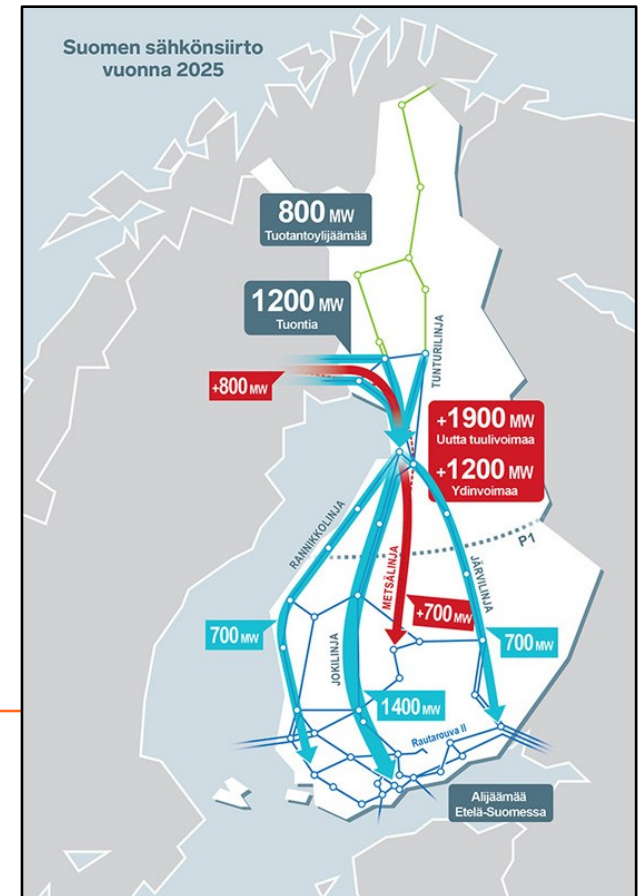 Suomen sähkönsiirto
vuonna 2025
800 MW
Tuotantoylijäämää
1200 MW
Tuontia
TUNTURILINJA
+800 MW
+1900 MW
Uutta tuulivoimaa
+1200 MW
Ydinvoimaa
RANNIKKOLINJA
P1
METSÄLINJA
JÄRVILINJA
+700 MW
700 MW
JOKILINJA
700 MW
1400 MW
Rautarouva II
Alijäämää
Etelä-Suomessa